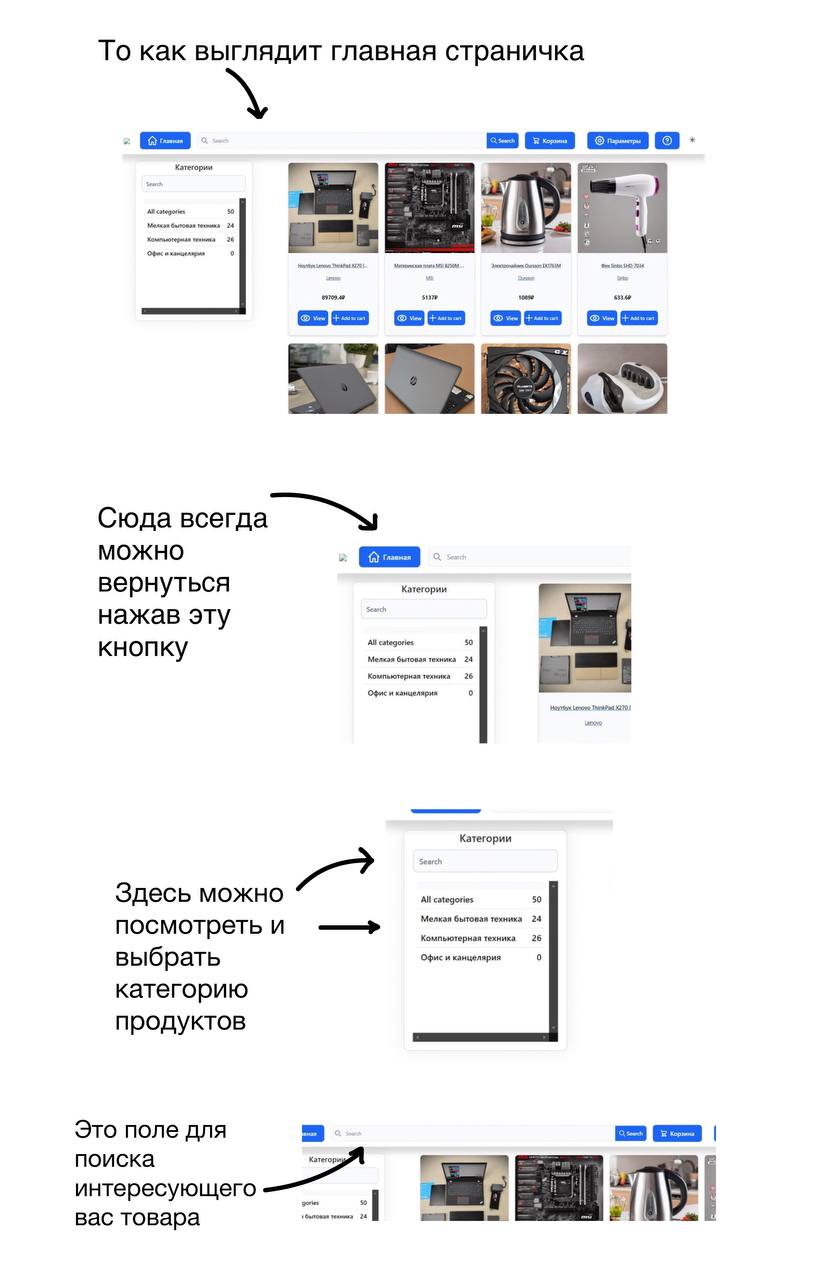 То как выглядит главная страничка
Главная
Search
Search
Корзина
Параметры
Категории
Search
All categories 50
Мелкая бытовая техника 24
Компьютерная техника 26
Офис и канцелярия 0
Ноутбук Lenovo ThinkPad X270 (...
Lenovo
89709.4₽
View
Add to cart
Материнская плата MSI B250M ...
MSI
5137₽
View
Add to cart
Электрочайник Oursson EK1763M
Oursson
1089₽
View
Add to cart
Фен Sinbo SHD-7034
Sinbo
633.6₽
View
Add to cart
Сюда всегда
можно
вернуться
нажав эту
кнопку
Главная
Search
Категории
Search
All categories 50
Мелкая бытовая техника 24
Компьютерная техника 26
Офис и канцелярия 0
Ноутбук Lenovo ThinkPad X270 (
Lenovo
Здесь можно
посмотреть и
выбрать
категорию
продуктов
Категории
Search
All categories 50
Мелкая бытовая техника 24
Компьютерная техника 26
Офис и канцелярия 0
Это поле для
поиска
интересующего
вас товара
Search
Search
Корзина
Категории
50
бытовая техника 24